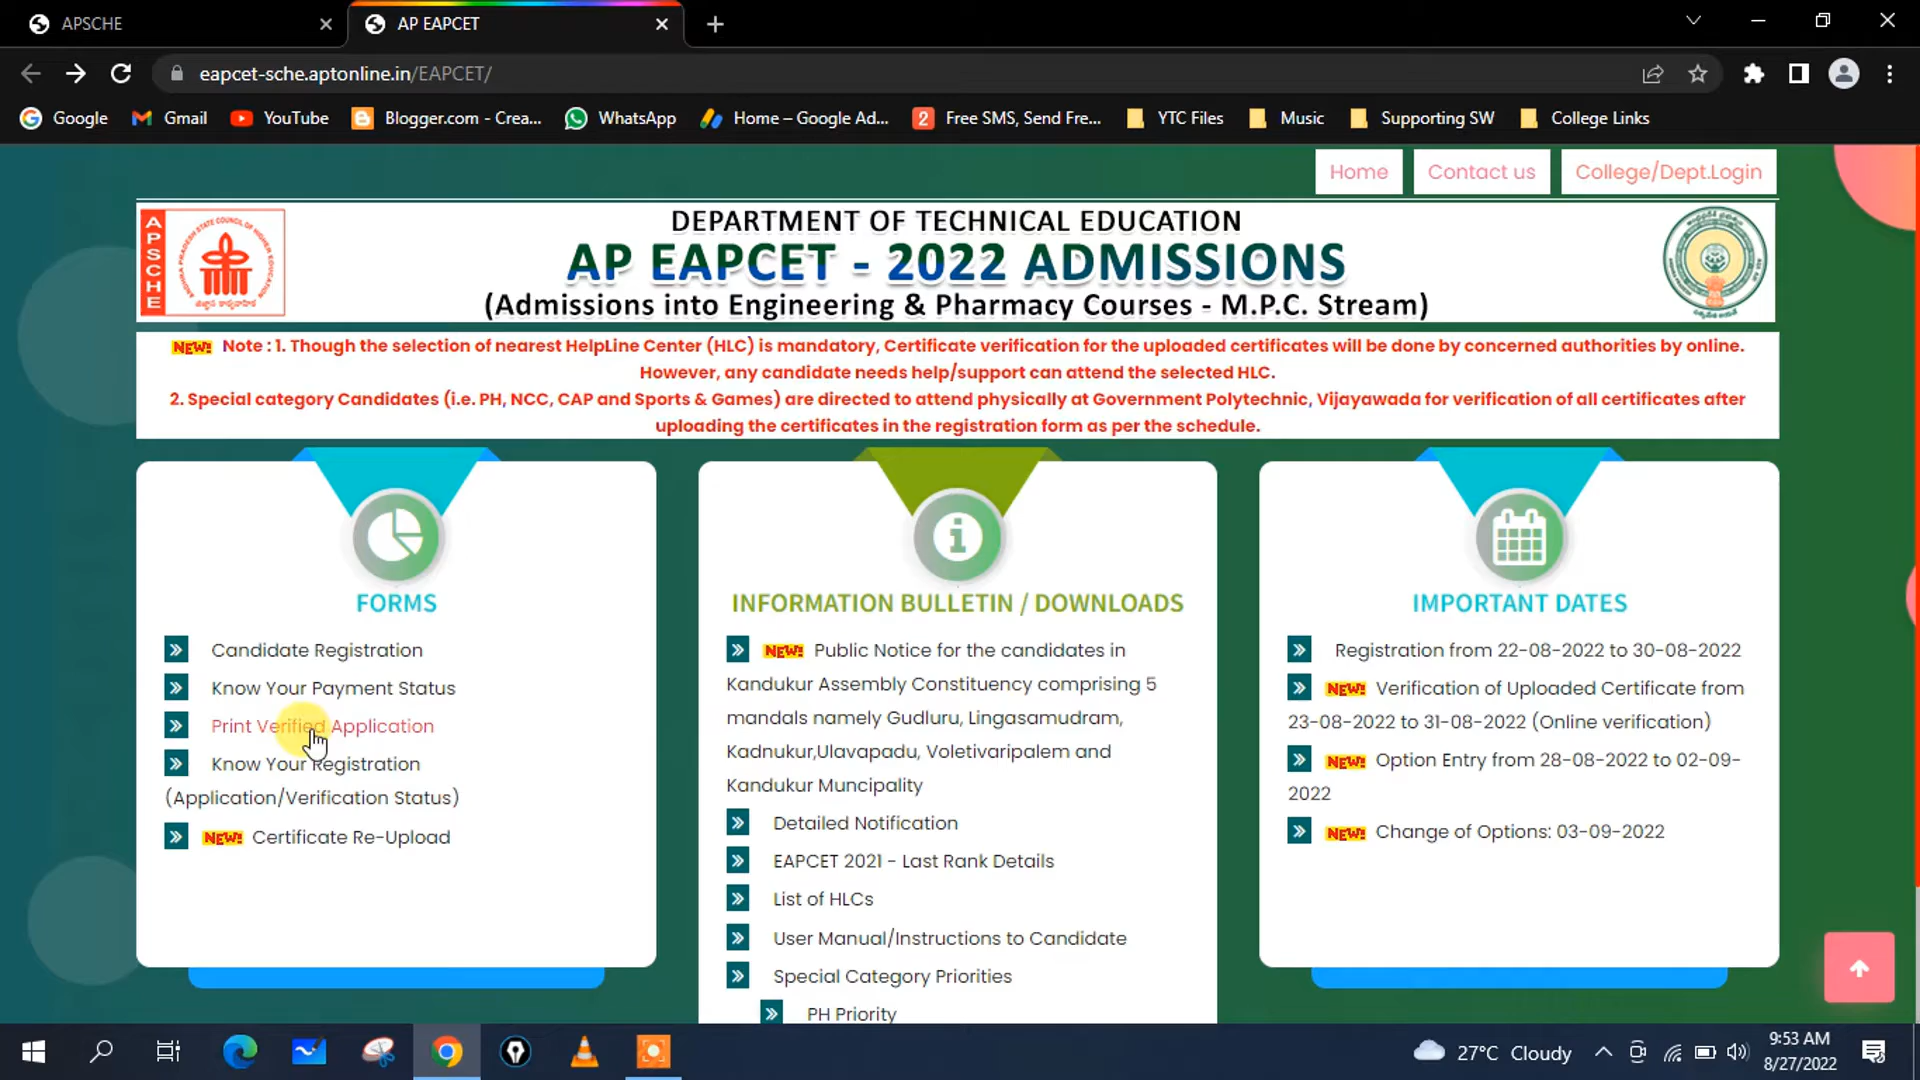 APSCHE
AP EAPCET
eapcet-sche.aptonline.in/EAPCET/
Google
Gmail
YouTube
Blogger.com - Crea...
WhatsApp
Home – Google Ad...
2
Free SMS, Send Fre...
YTC Files
Music
Supporting SW
College Links
Home
Contact us
College/Dept.Login
APSCHE
DEPARTMENT OF TECHNICAL EDUCATION
AP EAPCET - 2022 ADMISSIONS
(Admissions into Engineering & Pharmacy Courses - M.P.C. Stream)
NEW! Note : 1. Though the selection of nearest HelpLine Center (HLC) is mandatory, Certificate verification for the uploaded certificates will be done by concerned authorities by online.
However, any candidate needs help/support can attend the selected HLC.
2. Special category Candidates (i.e. PH, NCC, CAP and Sports & Games) are directed to attend physically at Government Polytechnic, Vijayawada for verification of all certificates after
uploading the certificates in the registration form as per the schedule.
FORMS
Candidate Registration
Know Your Payment Status
Print Verified Application
Know Your Registration
(Application/Verification Status)
NEW! Certificate Re-Upload
INFORMATION BULLETIN / DOWNLOADS
NEW! Public Notice for the candidates in
Kandukur Assembly Constituency comprising 5
mandals namely Gudluru, Lingasamudram,
Kadnukur,Ulavapadu, Voletivaripalem and
Kandukur Muncipality
Detailed Notification
EAPCET 2021 - Last Rank Details
List of HLCs
User Manual/Instructions to Candidate
Special Category Priorities
PH Priority
IMPORTANT DATES
Registration from 22-08-2022 to 30-08-2022
NEW! Verification of Uploaded Certificate from
23-08-2022 to 31-08-2022 (Online verification)
NEW! Option Entry from 28-08-2022 to 02-09-
2022
NEW! Change of Options: 03-09-2022
27°C Cloudy
9:53 AM
8/27/2022